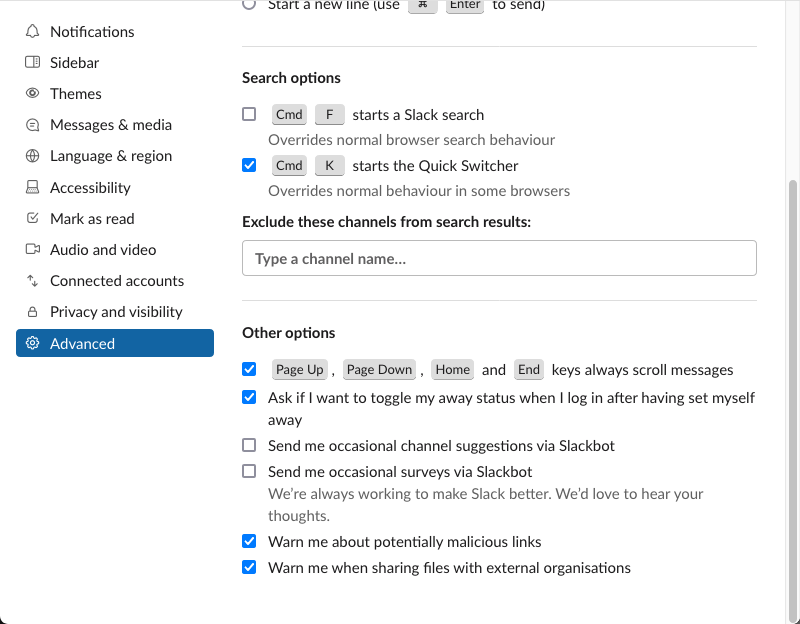 Start a new line (use ⌘ Enter to send)
Notifications
Sidebar
Themes
Messages & media
Language & region
Accessibility
Mark as read
Audio and video
Connected accounts
Privacy and visibility
Advanced
Search options
Cmd F starts a Slack search
Overrides normal browser search behaviour
Cmd K starts the Quick Switcher
Overrides normal behaviour in some browsers
Exclude these channels from search results:
Type a channel name...
Other options
Page Up , Page Down , Home and End keys always scroll messages
Ask if I want to toggle my away status when I log in after having set myself
away
Send me occasional channel suggestions via Slackbot
Send me occasional surveys via Slackbot
We’re always working to make Slack better. We’d love to hear your
thoughts.
Warn me about potentially malicious links
Warn me when sharing files with external organisations